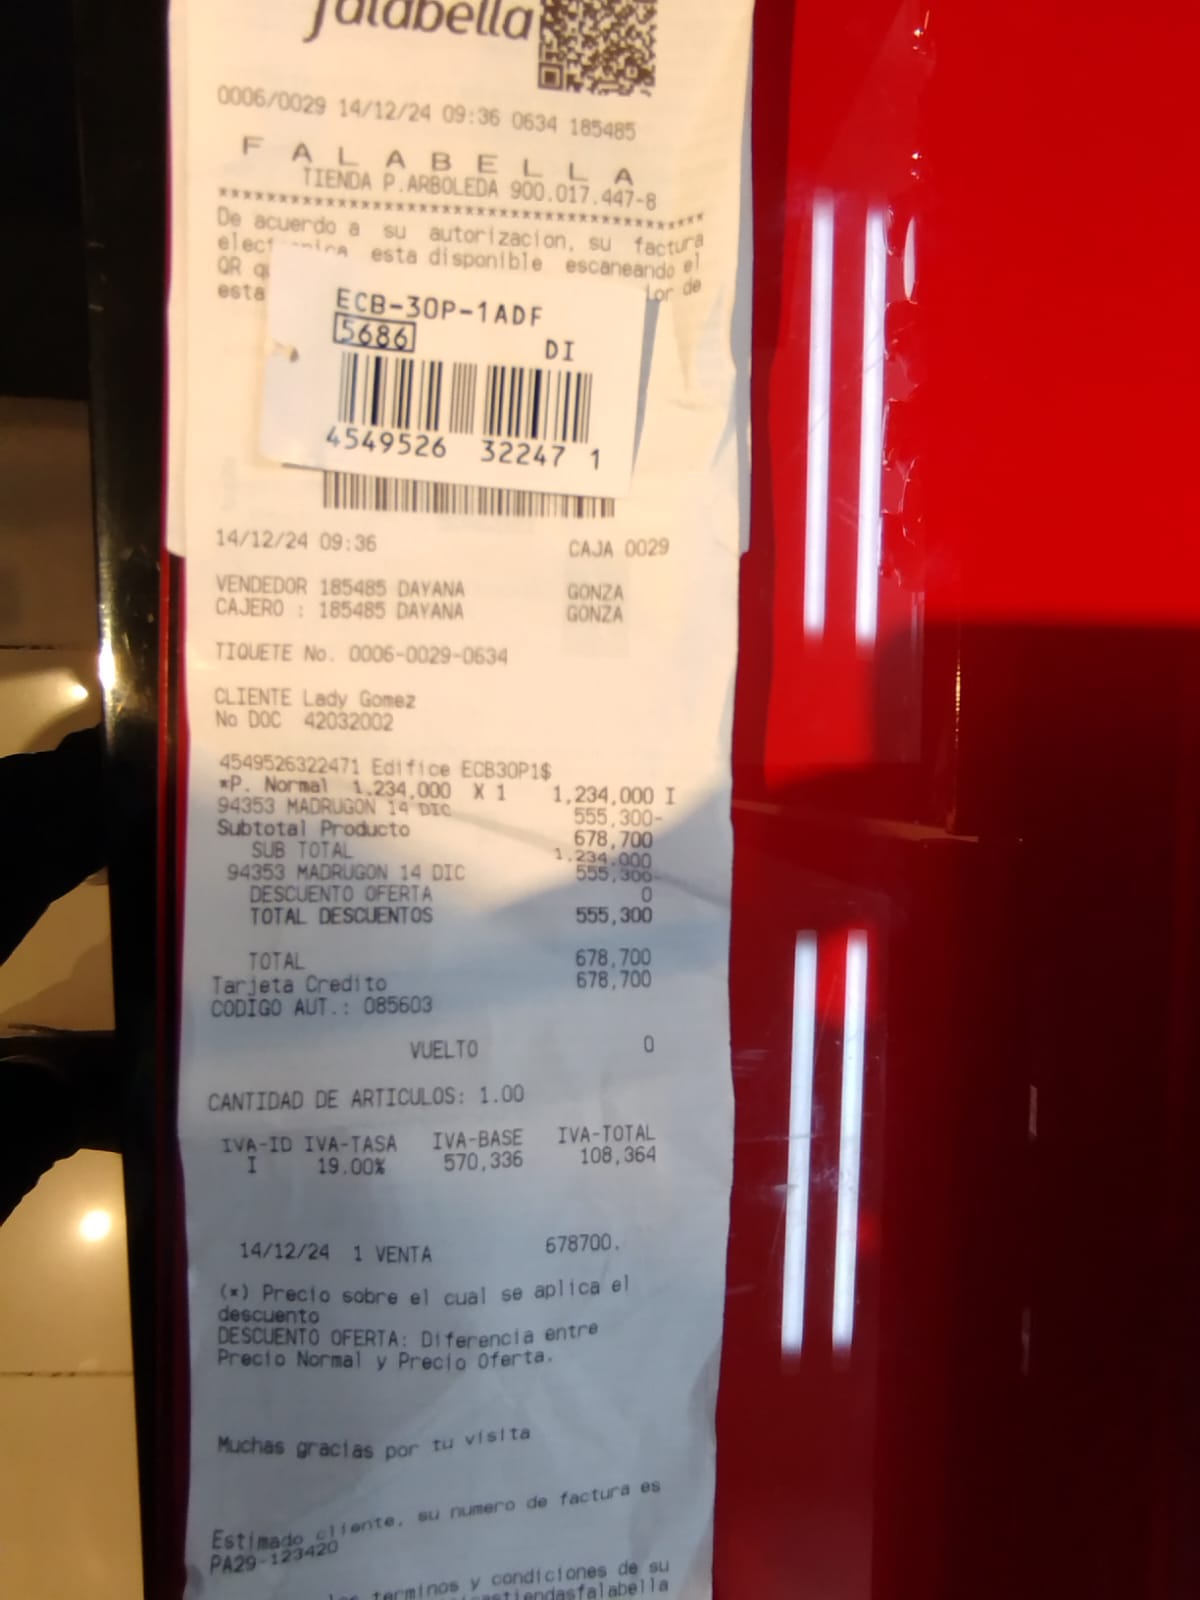 falabella
0006/0029 14/12/24 09:36 0634 185485
F A L A B E L L A
TIENDA P.ARBOLEDA 900.017.447-8
****************************************
De acuerdo a su autorizacion, su factura
esta disponible escaneando el
QR
de
esta
ECB-30P-1ADF
5686
DI
4549526 32247 1
14/12/24 09:36 CAJA 0029
VENDEDOR 185485 DAYANA GONZA
CAJERO : 185485 DAYANA GONZA
TIQUETE No. 0006-0029-0634
CLIENTE Lady Gomez
No DOC 42032002
4549526322471 Edifice ECB30P1$
*P. Normal 1,234,000 X 1 1,234,000 I
94353 MADRUGON 14 DIC 555,300-
Subtotal Producto 678,700
SUB TOTAL 1.234.000
94353 MADRUGON 14 DIC 555,300-
DESCUENTO OFERTA 0
TOTAL DESCUENTOS 555,300
TOTAL 678,700
Tarjeta Credito 678,700
CODIGO AUT.: 085603
VUELTO 0
CANTIDAD DE ARTICULOS: 1.00
IVA-ID IVA-TASA IVA-BASE IVA-TOTAL
I 19.00% 570,336 108,364
14/12/24 1 VENTA 678700.
(*) Precio sobre el cual se aplica el
descuento
DESCUENTO OFERTA: Diferencia entre
Precio Normal y Precio Oferta.
Muchas gracias por tu visita
Estimado cliente, su numero de factura es
PA29-123420
terminos y condiciones de su